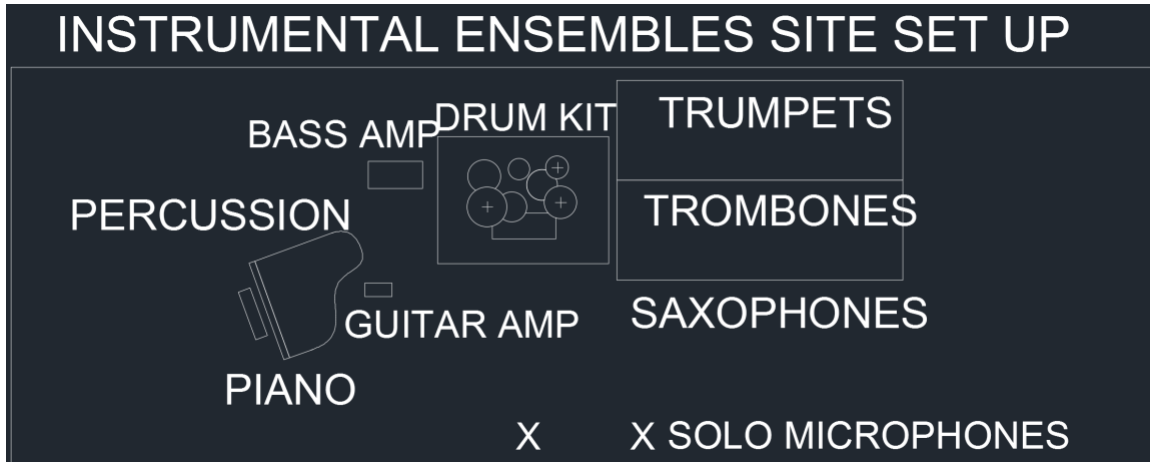 INSTRUMENTAL ENSEMBLES SITE SET UP
BASS AMP
DRUM KIT
TRUMPETS
PERCUSSION
TROMBONES
GUITAR AMP
SAXOPHONES
PIANO
X
X SOLO MICROPHONES